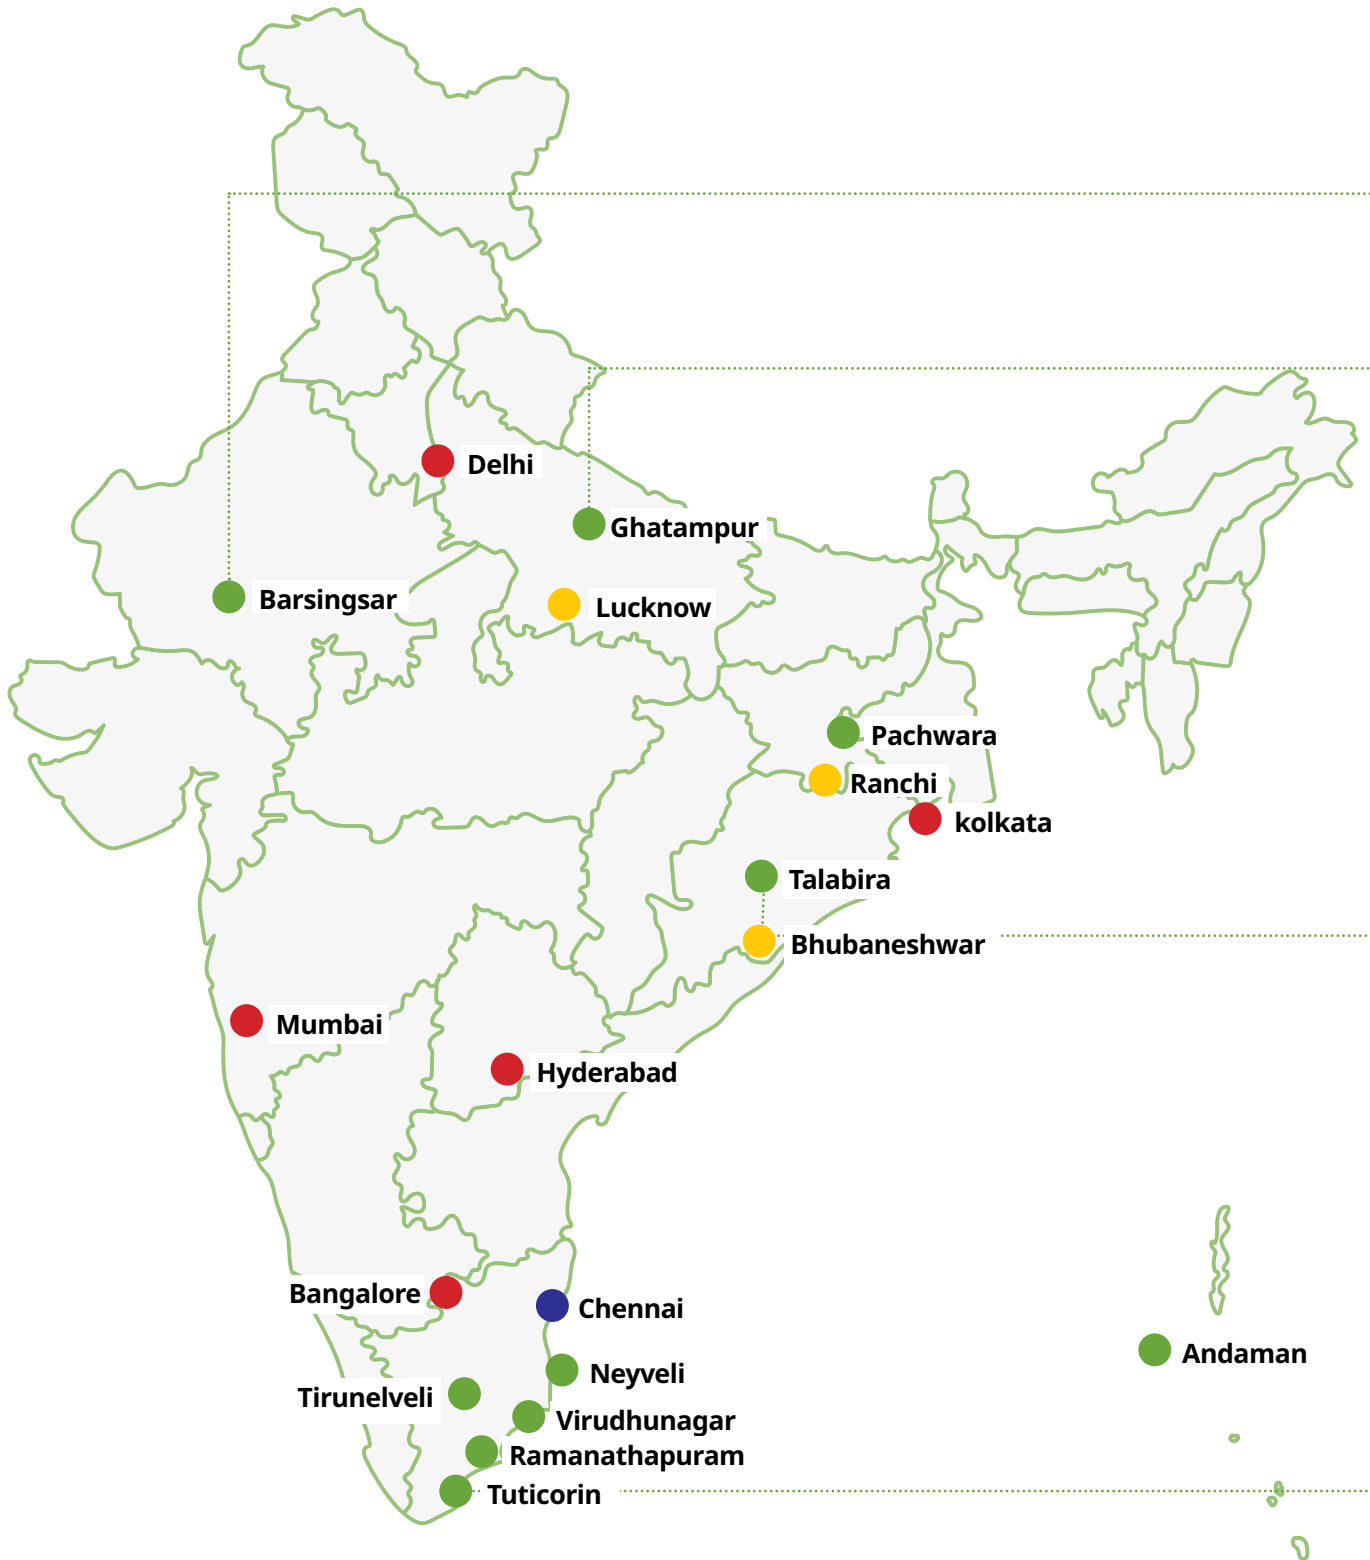 Delhi
Ghatampur
Barsingsar
Lucknow
Pachwara
Ranchi
kolkata
Talabira
Bhubaneshwar
Mumbai
Hyderabad
Bangalore
Chennai
Andaman
Neyveli
Tirunelveli
Virudhunagar
Ramanathapuram
Tuticorin